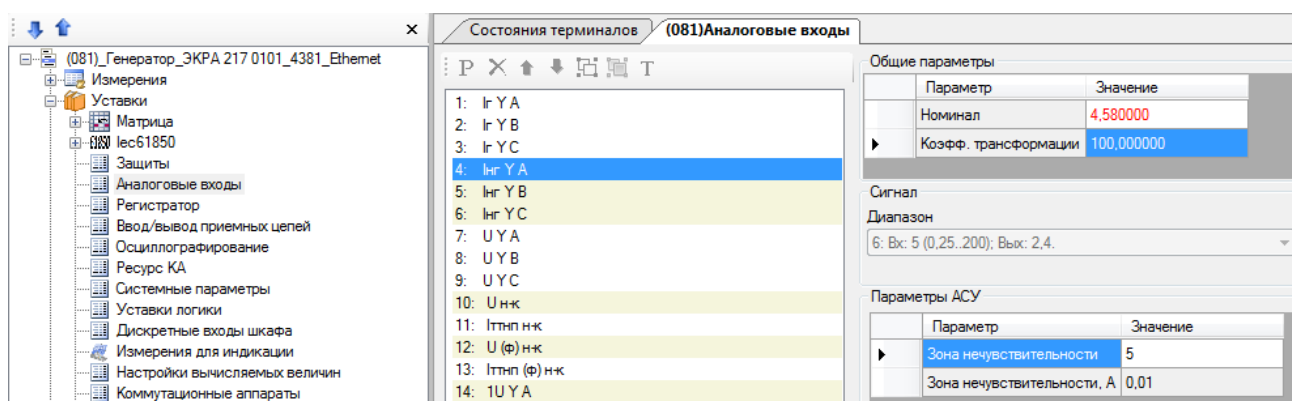 Состояния терминалов
(081)Аналоговые входы
(081)_Генератор_ЭКРА 217 0101_4381_Ethernet
Измерения
Уставки
Матрица
Iec61850
Защиты
Аналоговые входы
Регистратор
Ввод/вывод приемных цепей
Осциллографирование
Ресурс КА
Системные параметры
Уставки логики
Дискретные входы шкафа
Измерения для индикации
Настройки вычисляемых величин
Коммутационные аппараты
P T
1: Iг Y A
2: Iг Y B
3: Iг Y C
4: Iнг Y A
5: Iнг Y B
6: Iнг Y C
7: U Y A
8: U Y B
9: U Y C
10: U н-к
11: Iттнп н-к
12: U (ф) н-к
13: Iттнп (ф) н-к
14: 1U Y A
Общие параметры
Параметр Значение
Номинал 4,580000
Коэфф. трансформации 100,000000
Сигнал
Диапазон
6: Вх: 5 (0,25..200); Вых: 2,4.
Параметры АСУ
Параметр Значение
Зона нечувствительности 5
Зона нечувствительности, А 0,01